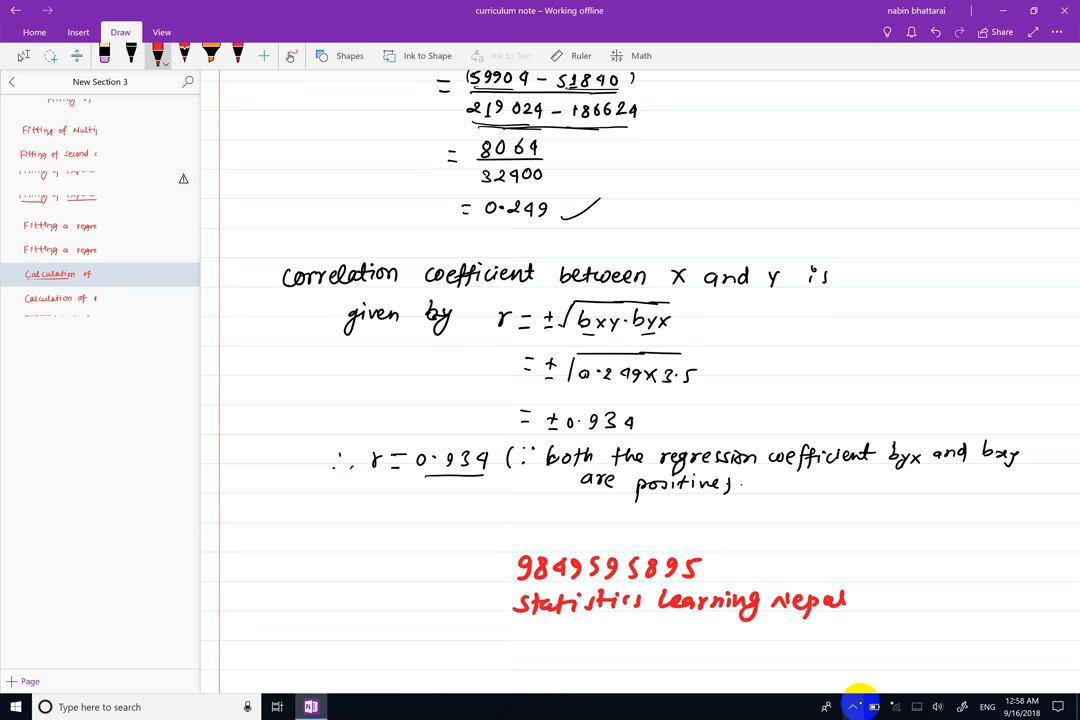 curriculum note – Working offline
nabin bhattarai
Home Insert Draw View
Share
Shapes Ink to Shape Ink to Text Ruler Math
New Section 3
Fitting of
Fitting of Multip
Fitting of second
Fitting a regre
Fitting a regre
Calculation of
Calculation of
Page
= (59904 − 51840)
219024 − 186624
= 8064
32400
= 0.249
Correlation coefficient between x and y is
given by r = ±√bxy.byx
= ±√0.249×3.5
= ±0.934
∴ r = 0.934 (∵ both the regression coefficient byx and bxy
are positive).
9849595895
Statistics Learning Nepal
Type here to search
ENG
12:58 AM
9/16/2018